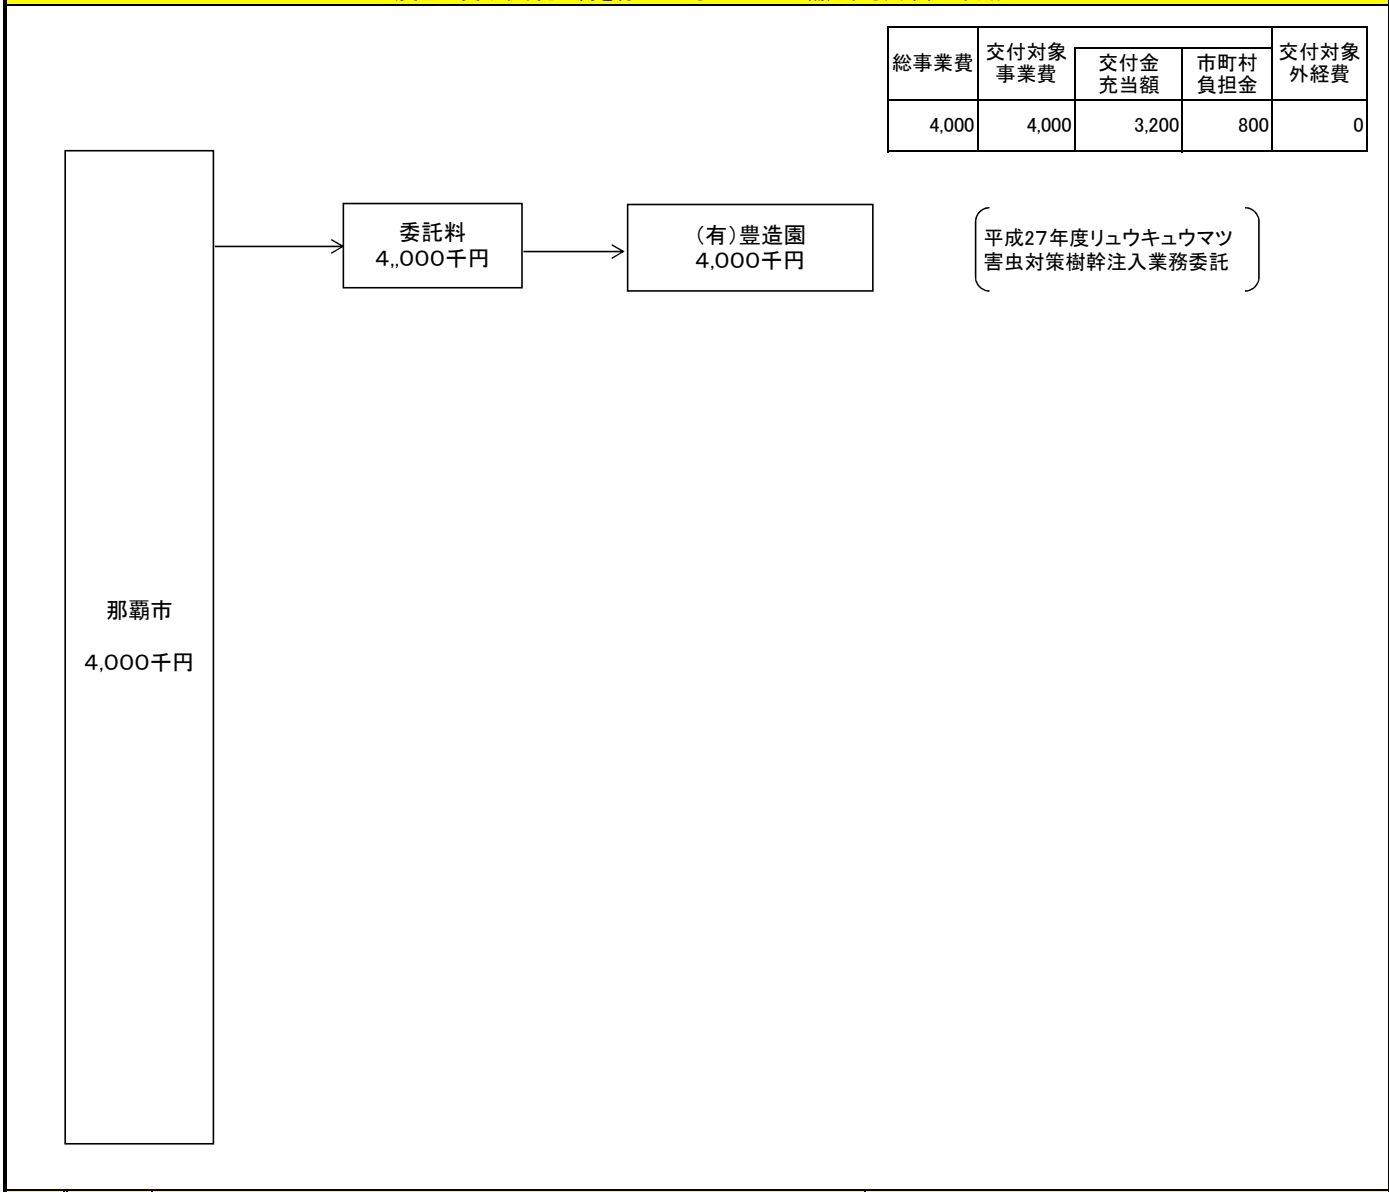 総事業費
交付対象
事業費
交付金
充当額
市町村
負担金
交付対象
外経費
4,000 4,000 3,200 800 0
委託料
4,,000千円
(有)豊造園
4,000千円
平成27年度リュウキュウマツ
害虫対策樹幹注入業務委託
那覇市
4,000千円